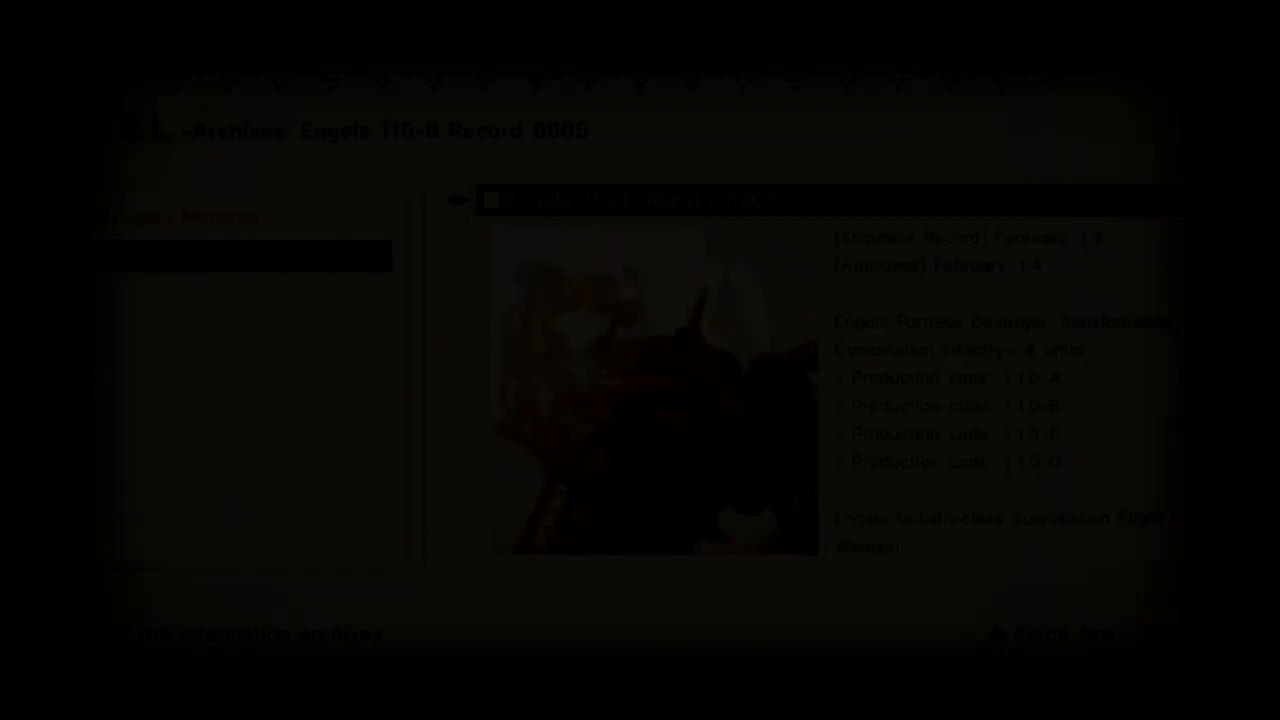 -Archives: Engels 110-B Record 0005
Engels 110-B Record 0005
[Shipment Record] February 14
[Approved] February 14
Engels Fortress Destroyer Transformable
Combination Infantry--4 units
> Production code: 110-A
> Production code: 110-B
> Production code: 110-C
> Production code: 110-D
Engels Goliath-class Suppression Flight
Weapon
the information archives
Scroll Text